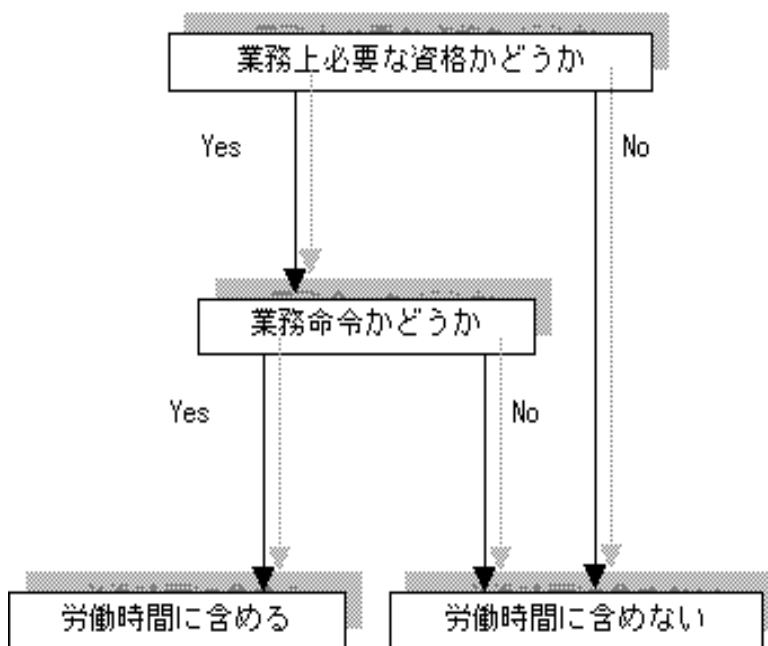 業務上必要な資格かどうか
Yes
No
業務命令かどうか
Yes
No
労働時間に含める
労働時間に含めない